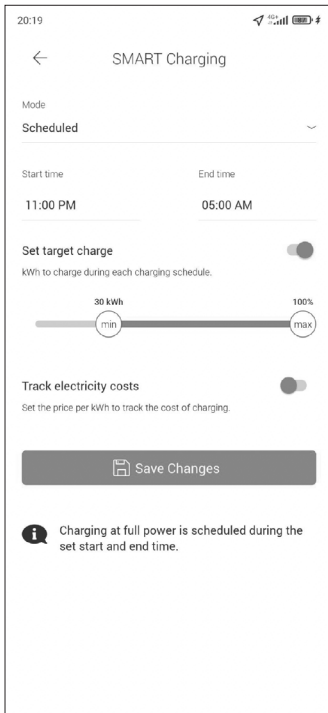 20:19
4G+
SMART Charging
Mode
Scheduled
Start time
End time
11:00 PM
05:00 AM
Set target charge
kWh to charge during each charging schedule.
30 kWh
100%
min
max
Track electricity costs
Set the price per kWh to track the cost of charging.
Save Changes
Charging at full power is scheduled during the
set start and end time.